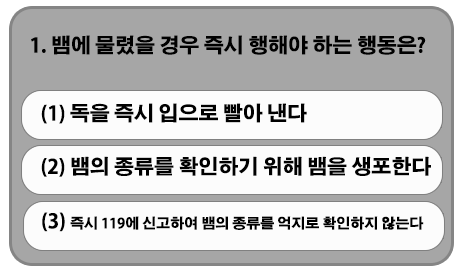 1. 뱀에 물렸을 경우 즉시 행해야 하는 행동은?
(1) 독을 즉시 입으로 빨아 낸다
(2) 뱀의 종류를 확인하기 위해 뱀을 생포한다
(3) 즉시 119에 신고하여 뱀의 종류를 억지로 확인하지 않는다